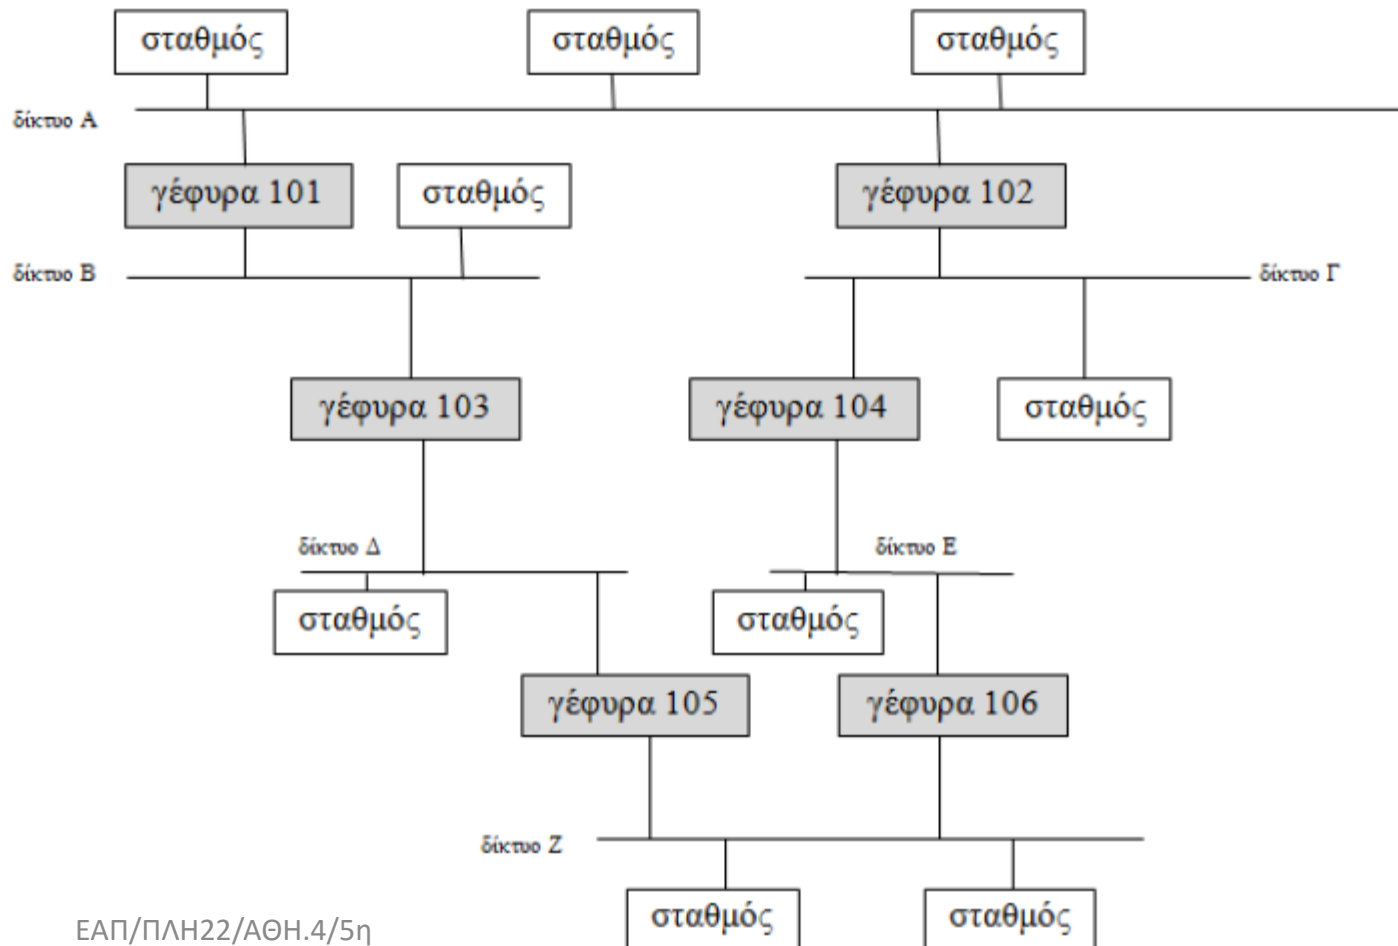 σταθμός
σταθμός
σταθμός
δίκτυο Α
γέφυρα 101
σταθμός
γέφυρα 102
δίκτυο Β
δίκτυο Γ
γέφυρα 103
γέφυρα 104
σταθμός
δίκτυο Δ
δίκτυο Ε
σταθμός
σταθμός
γέφυρα 105
γέφυρα 106
δίκτυο Ζ
σταθμός
σταθμός
ΕΑΠ/ΠΛΗ22/ΑΘΗ.4/5η